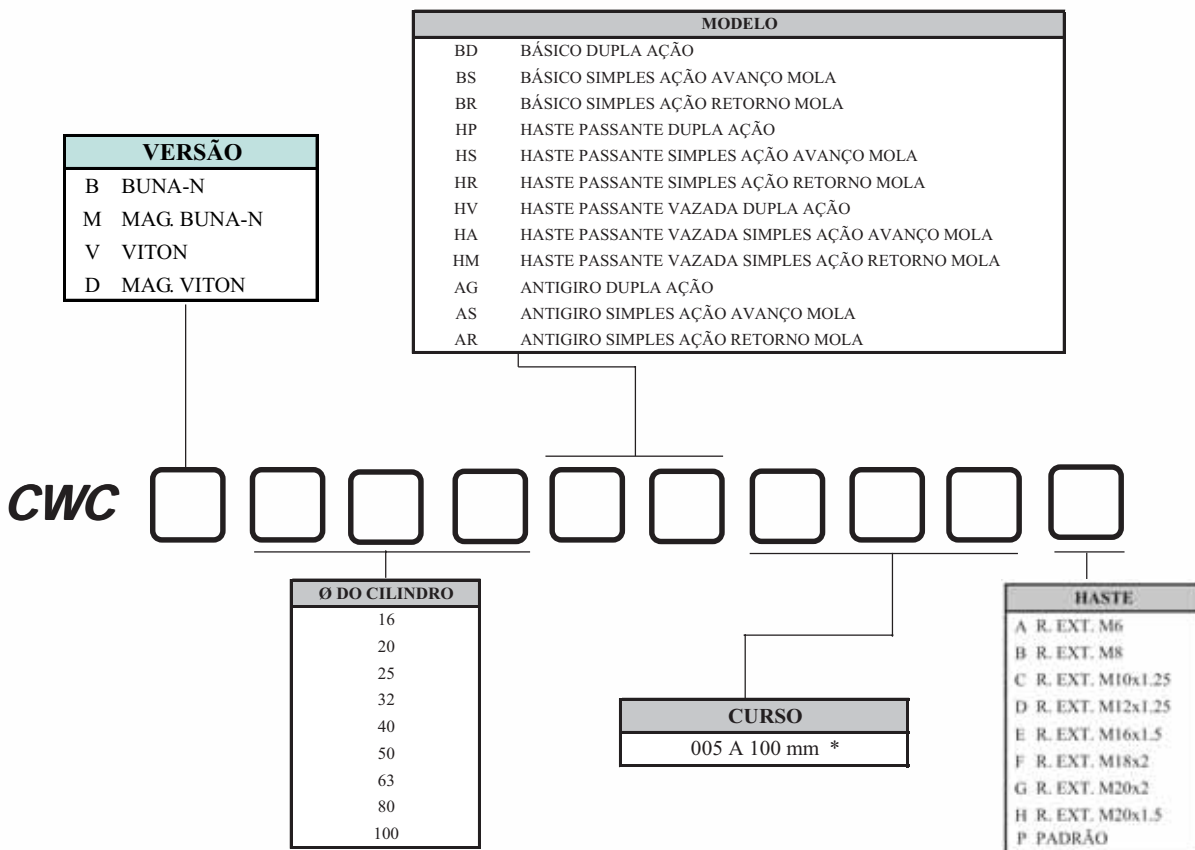 MODELO
BD BÁSICO DUPLA AÇÃO
BS BÁSICO SIMPLES AÇÃO AVANÇO MOLA
BR BÁSICO SIMPLES AÇÃO RETORNO MOLA
HP HASTE PASSANTE DUPLA AÇÃO
HS HASTE PASSANTE SIMPLES AÇÃO AVANÇO MOLA
HR HASTE PASSANTE SIMPLES AÇÃO RETORNO MOLA
HV HASTE PASSANTE VAZADA DUPLA AÇÃO
HA HASTE PASSANTE VAZADA SIMPLES AÇÃO AVANÇO MOLA
HM HASTE PASSANTE VAZADA SIMPLES AÇÃO RETORNO MOLA
AG ANTIGIRO DUPLA AÇÃO
AS ANTIGIRO SIMPLES AÇÃO AVANÇO MOLA
AR ANTIGIRO SIMPLES AÇÃO RETORNO MOLA
VERSÃO
B BUNA-N
M MAG. BUNA-N
V VITON
D MAG. VITON
CWC
Ø DO CILINDRO
16
20
25
32
40
50
63
80
100
CURSO
005 A 100 mm *
HASTE
A R. EXT. M6
B R. EXT. M8
C R. EXT. M10x1.25
D R. EXT. M12x1.25
E R. EXT. M16x1.5
F R. EXT. M18x2
G R. EXT. M20x2
H R. EXT. M20x1.5
P PADRÃO